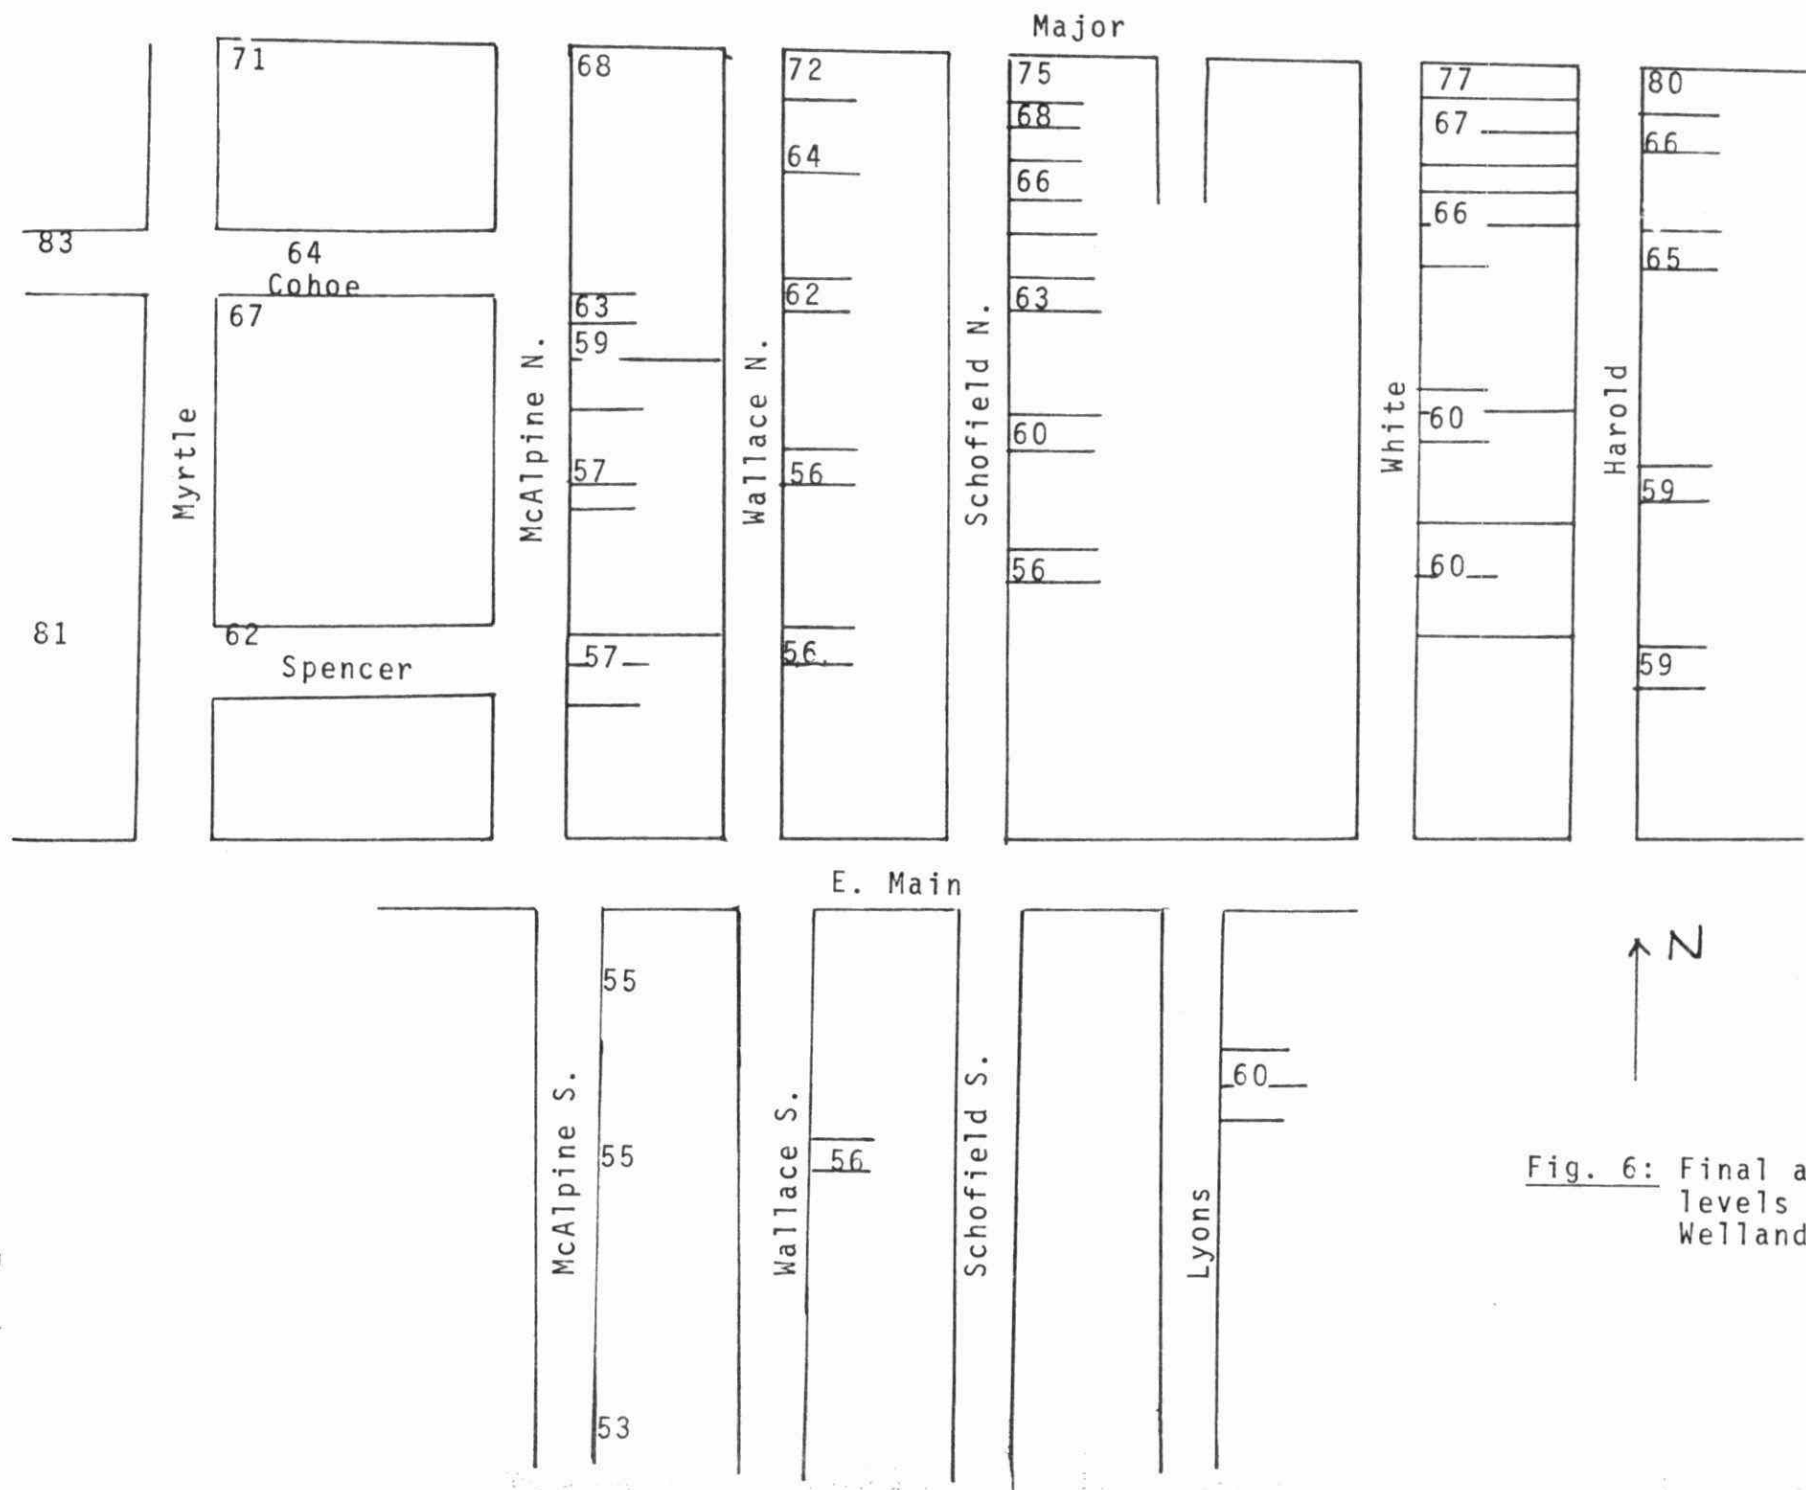 Major
71
68
72
75
77
80
68
67
66
64
66
66
83
64
Cohoe
65
67
63
62
63
59
60
60
57
56
59
Myrtle
McAlpine N.
Wallace N.
Schofield N.
White
Harold
56
60
81
62
Spencer
57
56
59
E. Main
55
N
60
55
56
McAlpine S.
Wallace S.
Schofield S.
Lyons
53
Fig. 6: Final a
levels
Welland